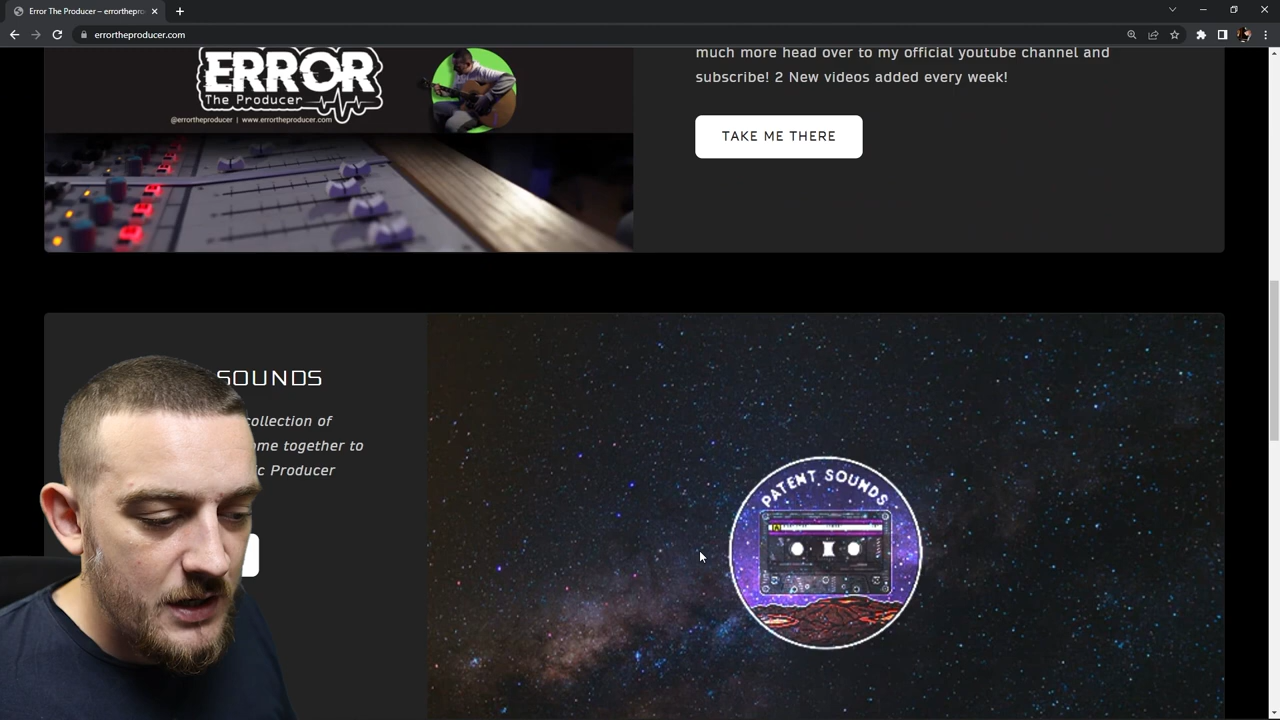 Error The Producer – errortheprod
errortheproducer.com
ERROR
The Producer
@errortheproducer | www.errortheproducer.com
much more head over to my official youtube channel and
subscribe! 2 New videos added every week!
TAKE ME THERE
SOUNDS
collection of
together to
Producer
PATENT SOUNDS
A